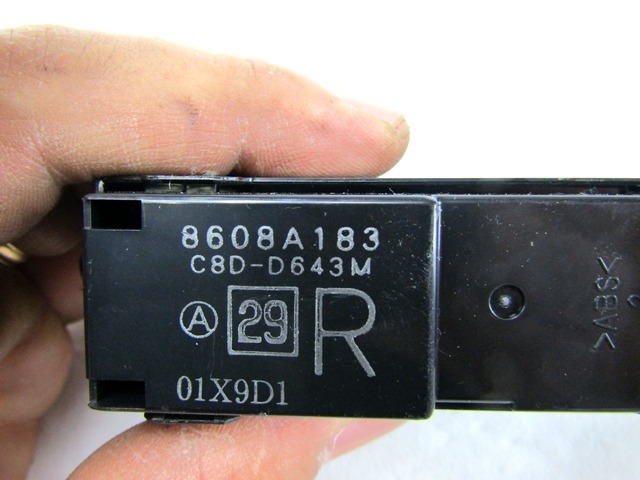 8608A183
C8D-D643M
A 29 R
01X9D1
>ABS<